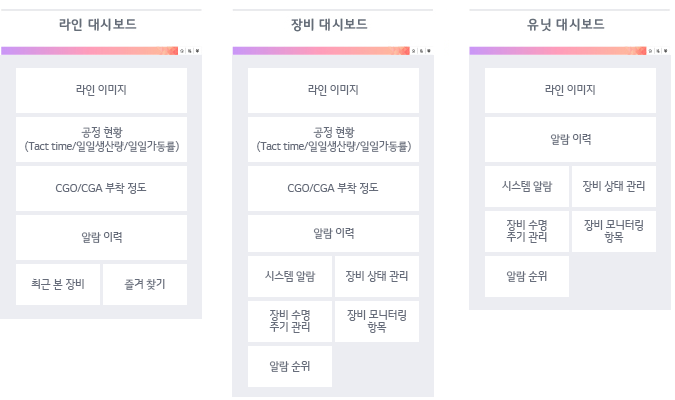 라인 대시보드
라인 이미지
공정 현황
(Tact time/일일생산량/일일가동률)
CGO/CGA 부착 정도
알람 이력
최근 본 장비
즐겨 찾기
장비 대시보드
라인 이미지
공정 현황
(Tact time/일일생산량/일일가동률)
CGO/CGA 부착 정도
알람 이력
시스템 알람
장비 상태 관리
장비 수명
주기 관리
장비 모니터링
항목
알람 순위
유닛 대시보드
라인 이미지
알람 이력
시스템 알람
장비 상태 관리
장비 수명
주기 관리
장비 모니터링
항목
알람 순위